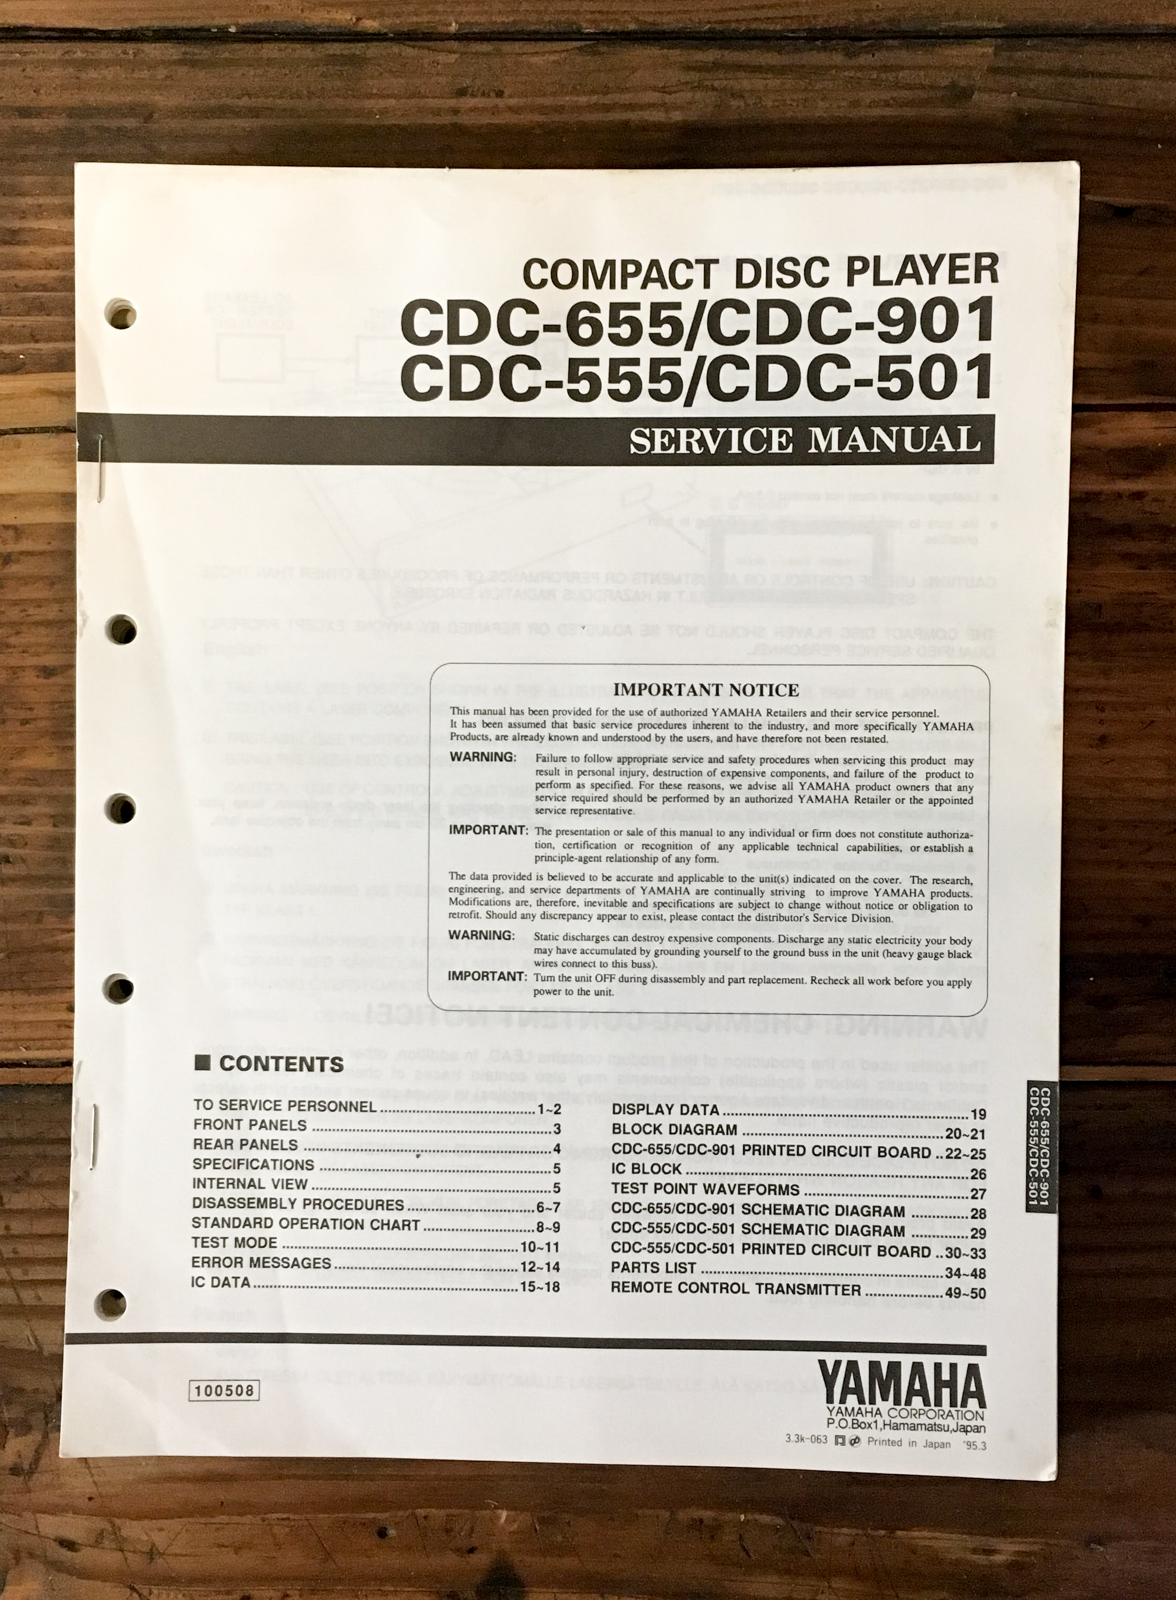 COMPACT DISC PLAYER
CDC-655/CDC-901
CDC-555/CDC-501
SERVICE MANUAL
IMPORTANT NOTICE
This manual has been provided for the use of authorized YAMAHA Retailers and their service personnel.
It has been assumed that basic service procedures inherent to the industry, and more specifically YAMAHA
Products, are already known and understood by the users, and have therefore not been restated.
WARNING: Failure to follow appropriate service and safety procedures when servicing this product may
result in personal injury, destruction of expensive components, and failure of the product to
perform as specified. For these reasons, we advise all YAMAHA product owners that any
service required should be performed by an authorized YAMAHA Retailer or the appointed
service representative.
IMPORTANT: The presentation or sale of this manual to any individual or firm does not constitute authoriza-
tion, certification or recognition of any applicable technical capabilities, or establish a
principle-agent relationship of any form.
The data provided is believed to be accurate and applicable to the unit(s) indicated on the cover. The research,
engineering, and service departments of YAMAHA are continually striving to improve YAMAHA products.
Modifications are, therefore, inevitable and specifications are subject to change without notice or obligation to
retrofit. Should any discrepancy appear to exist, please contact the distributor's Service Division.
WARNING: Static discharges can destroy expensive components. Discharge any static electricity your body
may have accumulated by grounding yourself to the ground buss in the unit (heavy gauge black
wires connect to this buss).
IMPORTANT: Turn the unit OFF during disassembly and part replacement. Recheck all work before you apply
power to the unit.
■ CONTENTS
TO SERVICE PERSONNEL ........ 1~2
FRONT PANELS ........ 3
REAR PANELS ........ 4
SPECIFICATIONS ........ 5
INTERNAL VIEW ........ 5
DISASSEMBLY PROCEDURES ........ 6~7
STANDARD OPERATION CHART ........ 8~9
TEST MODE ........ 10~11
ERROR MESSAGES ........ 12~14
IC DATA ........ 15~18
DISPLAY DATA ........ 19
BLOCK DIAGRAM ........ 20~21
CDC-655/CDC-901 PRINTED CIRCUIT BOARD .. 22~25
IC BLOCK ........ 26
TEST POINT WAVEFORMS ........ 27
CDC-655/CDC-901 SCHEMATIC DIAGRAM ........ 28
CDC-555/CDC-501 SCHEMATIC DIAGRAM ........ 29
CDC-555/CDC-501 PRINTED CIRCUIT BOARD .. 30~33
PARTS LIST ........ 34~48
REMOTE CONTROL TRANSMITTER ........ 49~50
CDC-655/CDC-901
CDC-555/CDC-501
100508
YAMAHA
YAMAHA CORPORATION
P.O.Box1,Hamamatsu,Japan
3.3k-063 Printed in Japan '95.3